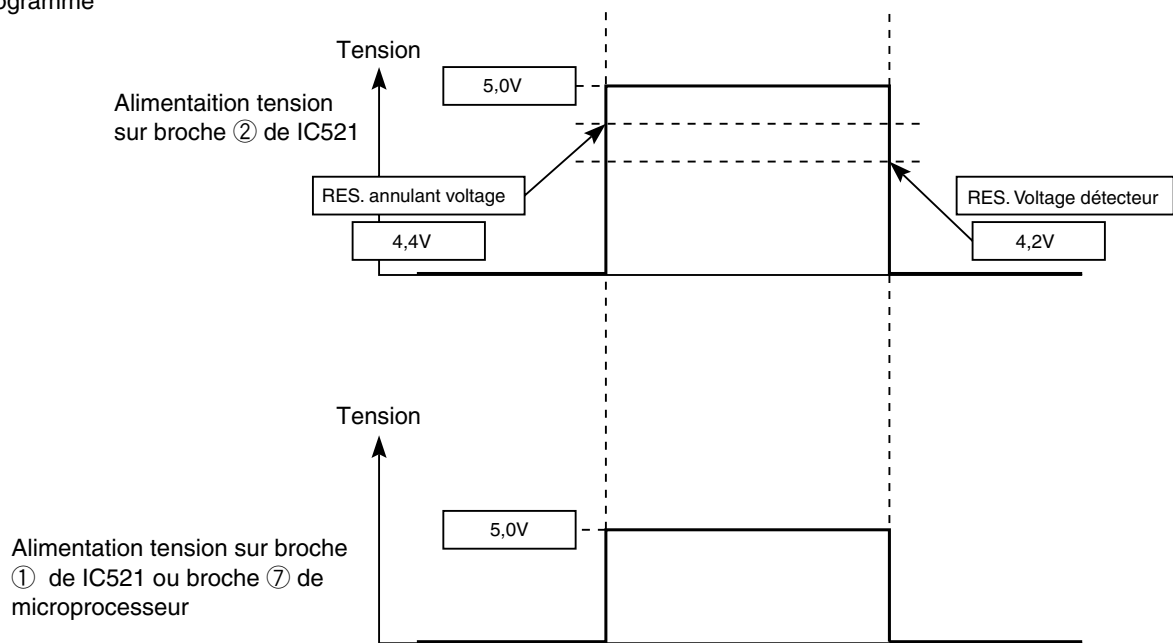 Tension
Alimentaition tension
sur broche ② de IC521
5,0V
RES. annulant voltage
4,4V
RES. Voltage détecteur
4,2V
Tension
5,0V
Alimentation tension sur broche
① de IC521 ou broche ⑦ de
microprocesseur